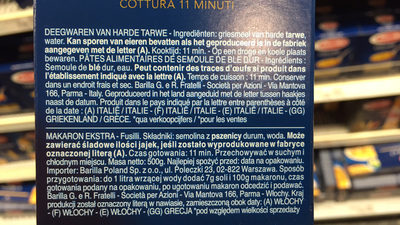 COTTURA 11 MINUTI
DEEGWAREN VAN HARDE TARWE - Ingrediënten: griesmeel van harde tarwe,
water. Kan sporen van eieren bevatten als het geproduceerd is in de fabriek
aangegeven met de letter (A). Kooktijd: 11 min. - Op een droge en koele plaats
bewaren. PÂTES ALIMENTAIRES DE SEMOULE DE BLÉ DUR - Ingrédients :
Semoule de blé dur, eau. Peut contenir des traces d'œufs si produit dans
l'établissement indiqué avec la lettre (A). Temps de cuisson : 11 min. Conserver
dans un endroit frais et sec. Barilla G. e R. Fratelli - Società per Azioni - Via Mantova
166, Parma - Italy. Geproduceerd in het land aangeduid met de letter tussen haakjes
naast de datum. Produit dans le pays indiqué par la lettre entre parenthèses à côté
de la date : (A) ITALIË / ITALIE - (F) ITALIË / ITALIE - (E) ITALIË / ITALIE - (G)
GRIEKENLAND / GRÈCE. *qua verkoopcijfers / *pour les ventes
MAKARON EKSTRA - Fusilli. Składniki: semolina z pszenicy durum, woda. Może
zawierać śladowe ilości jajek, jeśli zostało wyprodukowane w fabryce
oznaczonej literą (A). Czas gotowania: 11 min. Przechowywać w suchym i
chłodnym miejscu. Masa netto: 500g. Najlepiej spożyć przed: data na opakowaniu.
Importer: Barilla Poland Sp. z o.o., ul. Poleczki 23, 02-822 Warszawa. Sposób
przygotowania: do 1 litra wrzącej wody dodać 7g soli i 100g makaronu, czas
gotowania podany na opakowaniu, po ugotowaniu makaron odcedzić i podawać.
Barilla G. e R. Fratelli - Società per Azioni - Via Mantova 166, Parma - Włochy. Kraj
produkcji został oznaczony literą w nawiasie, zamieszczoną obok daty: (A) WŁOCHY -
(F) WŁOCHY - (E) WŁOCHY - (G) GRECJA *pod względem wielkości sprzedaży